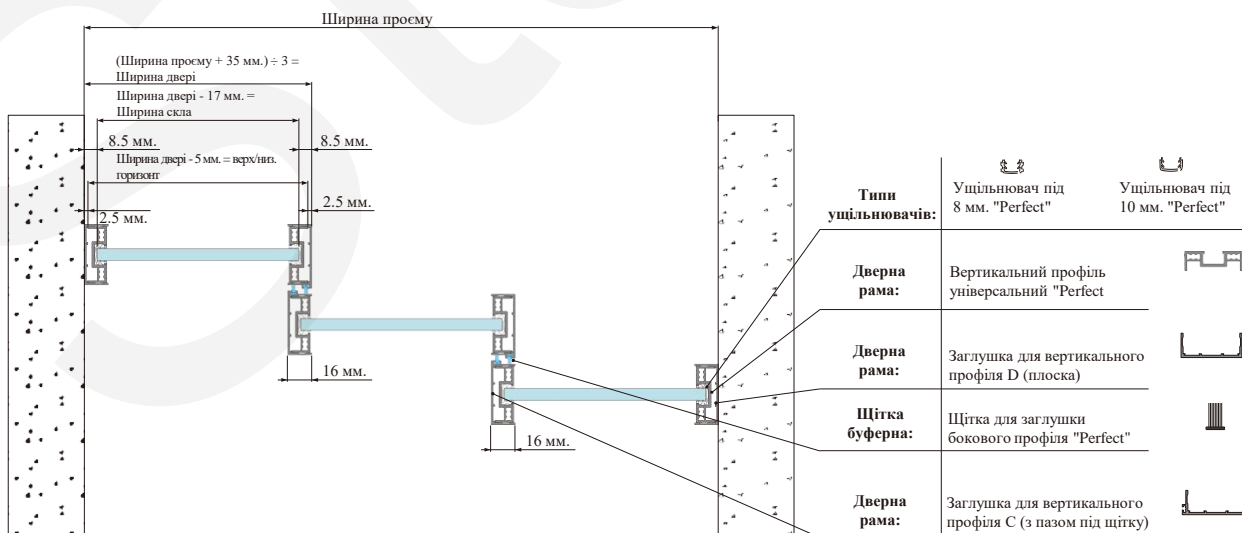 Ширина проєму
(Ширина проєму + 35 мм.) ÷ 3 =
Ширина двері
Ширина двері - 17 мм. =
Ширина скла
8.5 мм.
8.5 мм.
Ширина двері - 5 мм. = верх/низ.
горизонт
2.5 мм.
2.5 мм.
16 мм.
16 мм.
Типи
ущільнювачів:
Ущільнювач під
8 мм. "Perfect"
Ущільнювач під
10 мм. "Perfect"
Дверна
рама:
Вертикальний профіль
універсальний "Perfect
Дверна
рама:
Заглушка для вертикального
профіля D (плоска)
Щітка
буферна:
Щітка для заглушки
бокового профіля "Perfect"
Дверна
рама:
Заглушка для вертикального
профіля C (з пазом під щітку)